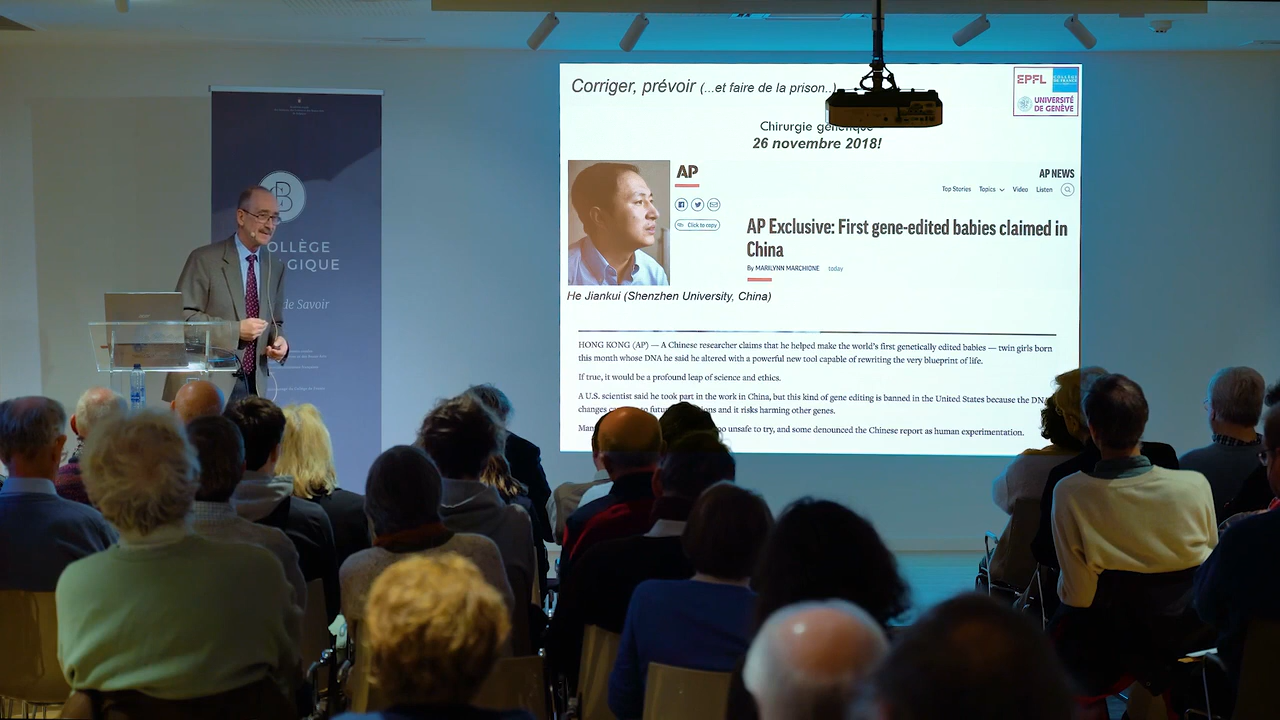 Corriger, prévoir (...et faire de la prison..)
EPFL
COLLÈGE
DE FRANCE
UNIVERSITÉ
DE GENÈVE
Chirurgie génétique
26 novembre 2018!
AP
AP NEWS
Top Stories Topics Video Listen
Click to copy
AP Exclusive: First gene-edited babies claimed in
China
By MARILYNN MARCHIONE today
He Jiankui (Shenzhen University, China)
HONG KONG (AP) — A Chinese researcher claims that he helped make the world's first genetically edited babies — twin girls born
this month whose DNA he said he altered with a powerful new tool capable of rewriting the very blueprint of life.
If true, it would be a profound leap of science and ethics.
A U.S. scientist said he took part in the work in China, but this kind of gene editing is banned in the United States because the DNA
changes to and it risks harming other genes.
unsafe to try, and some denounced the Chinese report as human experimentation.
B
OLLÈGE
GIQUE
de Savoir